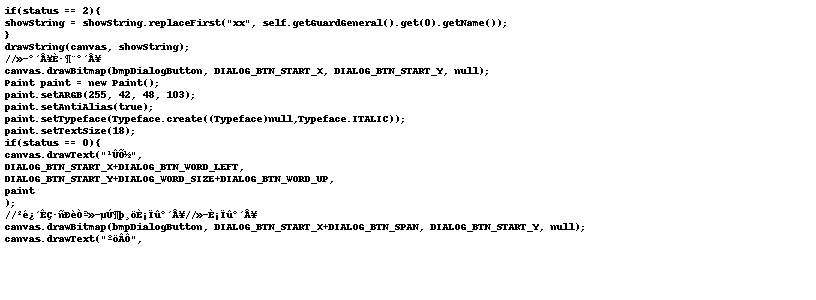 if(status == 2){
showString = showString.replaceFirst("xx", self.getGuardGeneral().get(0).getName());
}
drawString(canvas, showString);
//»­°´Å¥È·¶¨°´Å¥
canvas.drawBitmap(bmpDialogButton, DIALOG_BTN_START_X, DIALOG_BTN_START_Y, null);
Paint paint = new Paint();
paint.setARGB(255, 42, 48, 103);
paint.setAntiAlias(true);
paint.setTypeface(Typeface.create((Typeface)null,Typeface.ITALIC));
paint.setTextSize(18);
if(status == 0){
canvas.drawText("¹ÛÕ½",
DIALOG_BTN_START_X+DIALOG_BTN_WORD_LEFT,
DIALOG_BTN_START_Y+DIALOG_WORD_SIZE+DIALOG_BTN_WORD_UP,
paint
);
//²é¿´ÊÇ·ñÐèÒª»­µÚ¶þ¸öÈ¡Ïû°´Å¥//»­È¡Ïû°´Å¥
canvas.drawBitmap(bmpDialogButton, DIALOG_BTN_START_X+DIALOG_BTN_SPAN, DIALOG_BTN_START_Y, null);
canvas.drawText("ºöÂÔ",